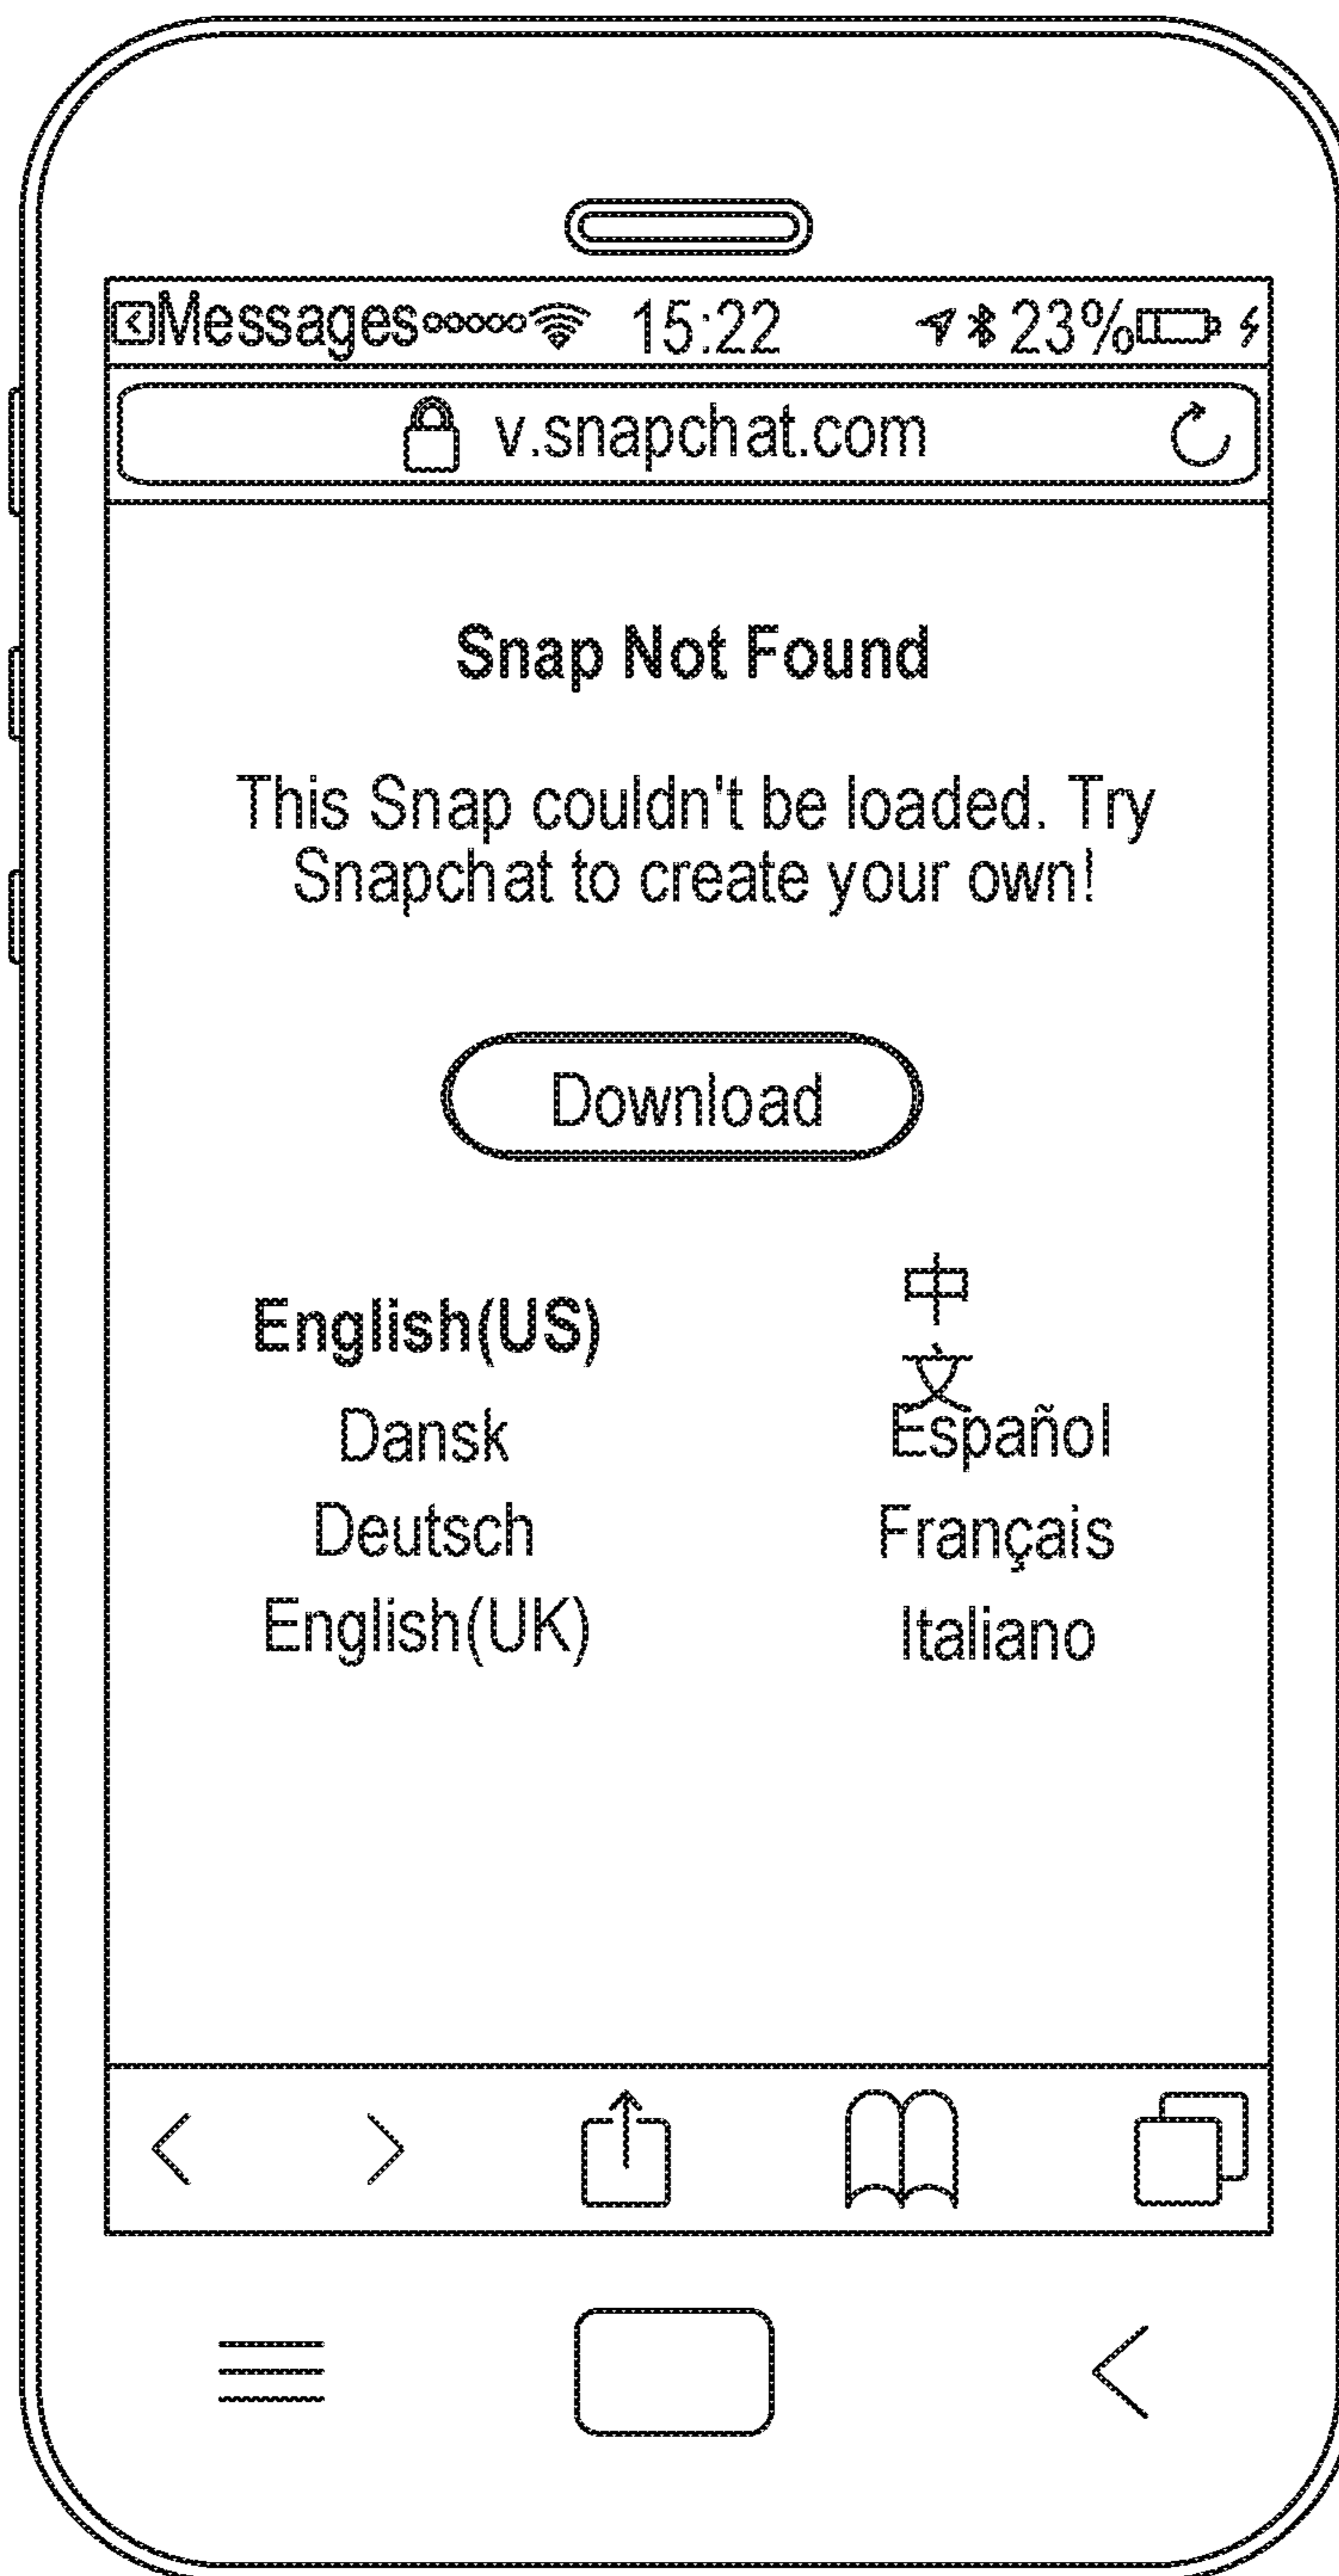 Messages 15:22 23%
v.snapchat.com
Snap Not Found
This Snap couldn't be loaded. Try
Snapchat to create your own!
Download
English(US)
中
文
Dansk
Español
Deutsch
Français
English(UK)
Italiano